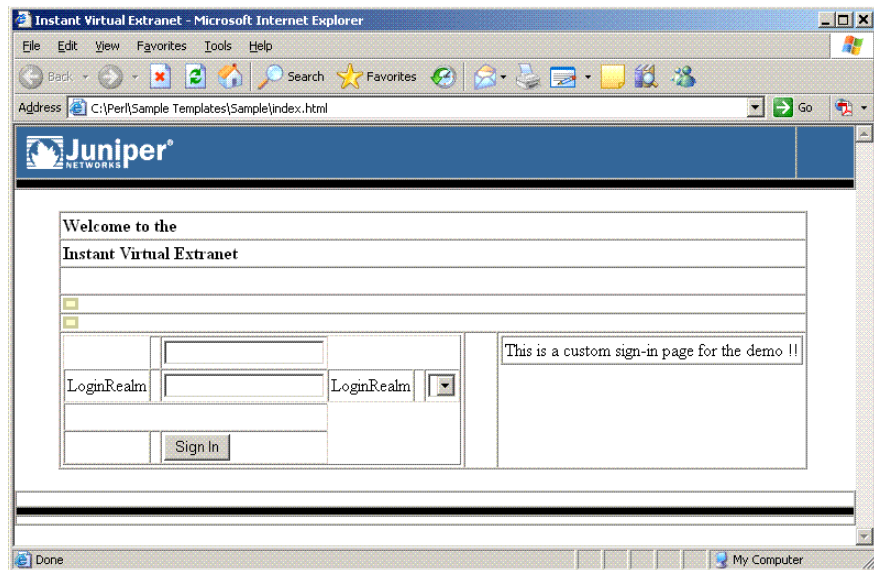 Instant Virtual Extranet - Microsoft Internet Explorer
File Edit View Favorites Tools Help
Back Search Favorites
Address C:\Perl\Sample Templates\Sample\index.html Go
Juniper®
NETWORKS
Welcome to the
Instant Virtual Extranet
This is a custom sign-in page for the demo !!
LoginRealm LoginRealm
Sign In
Done My Computer